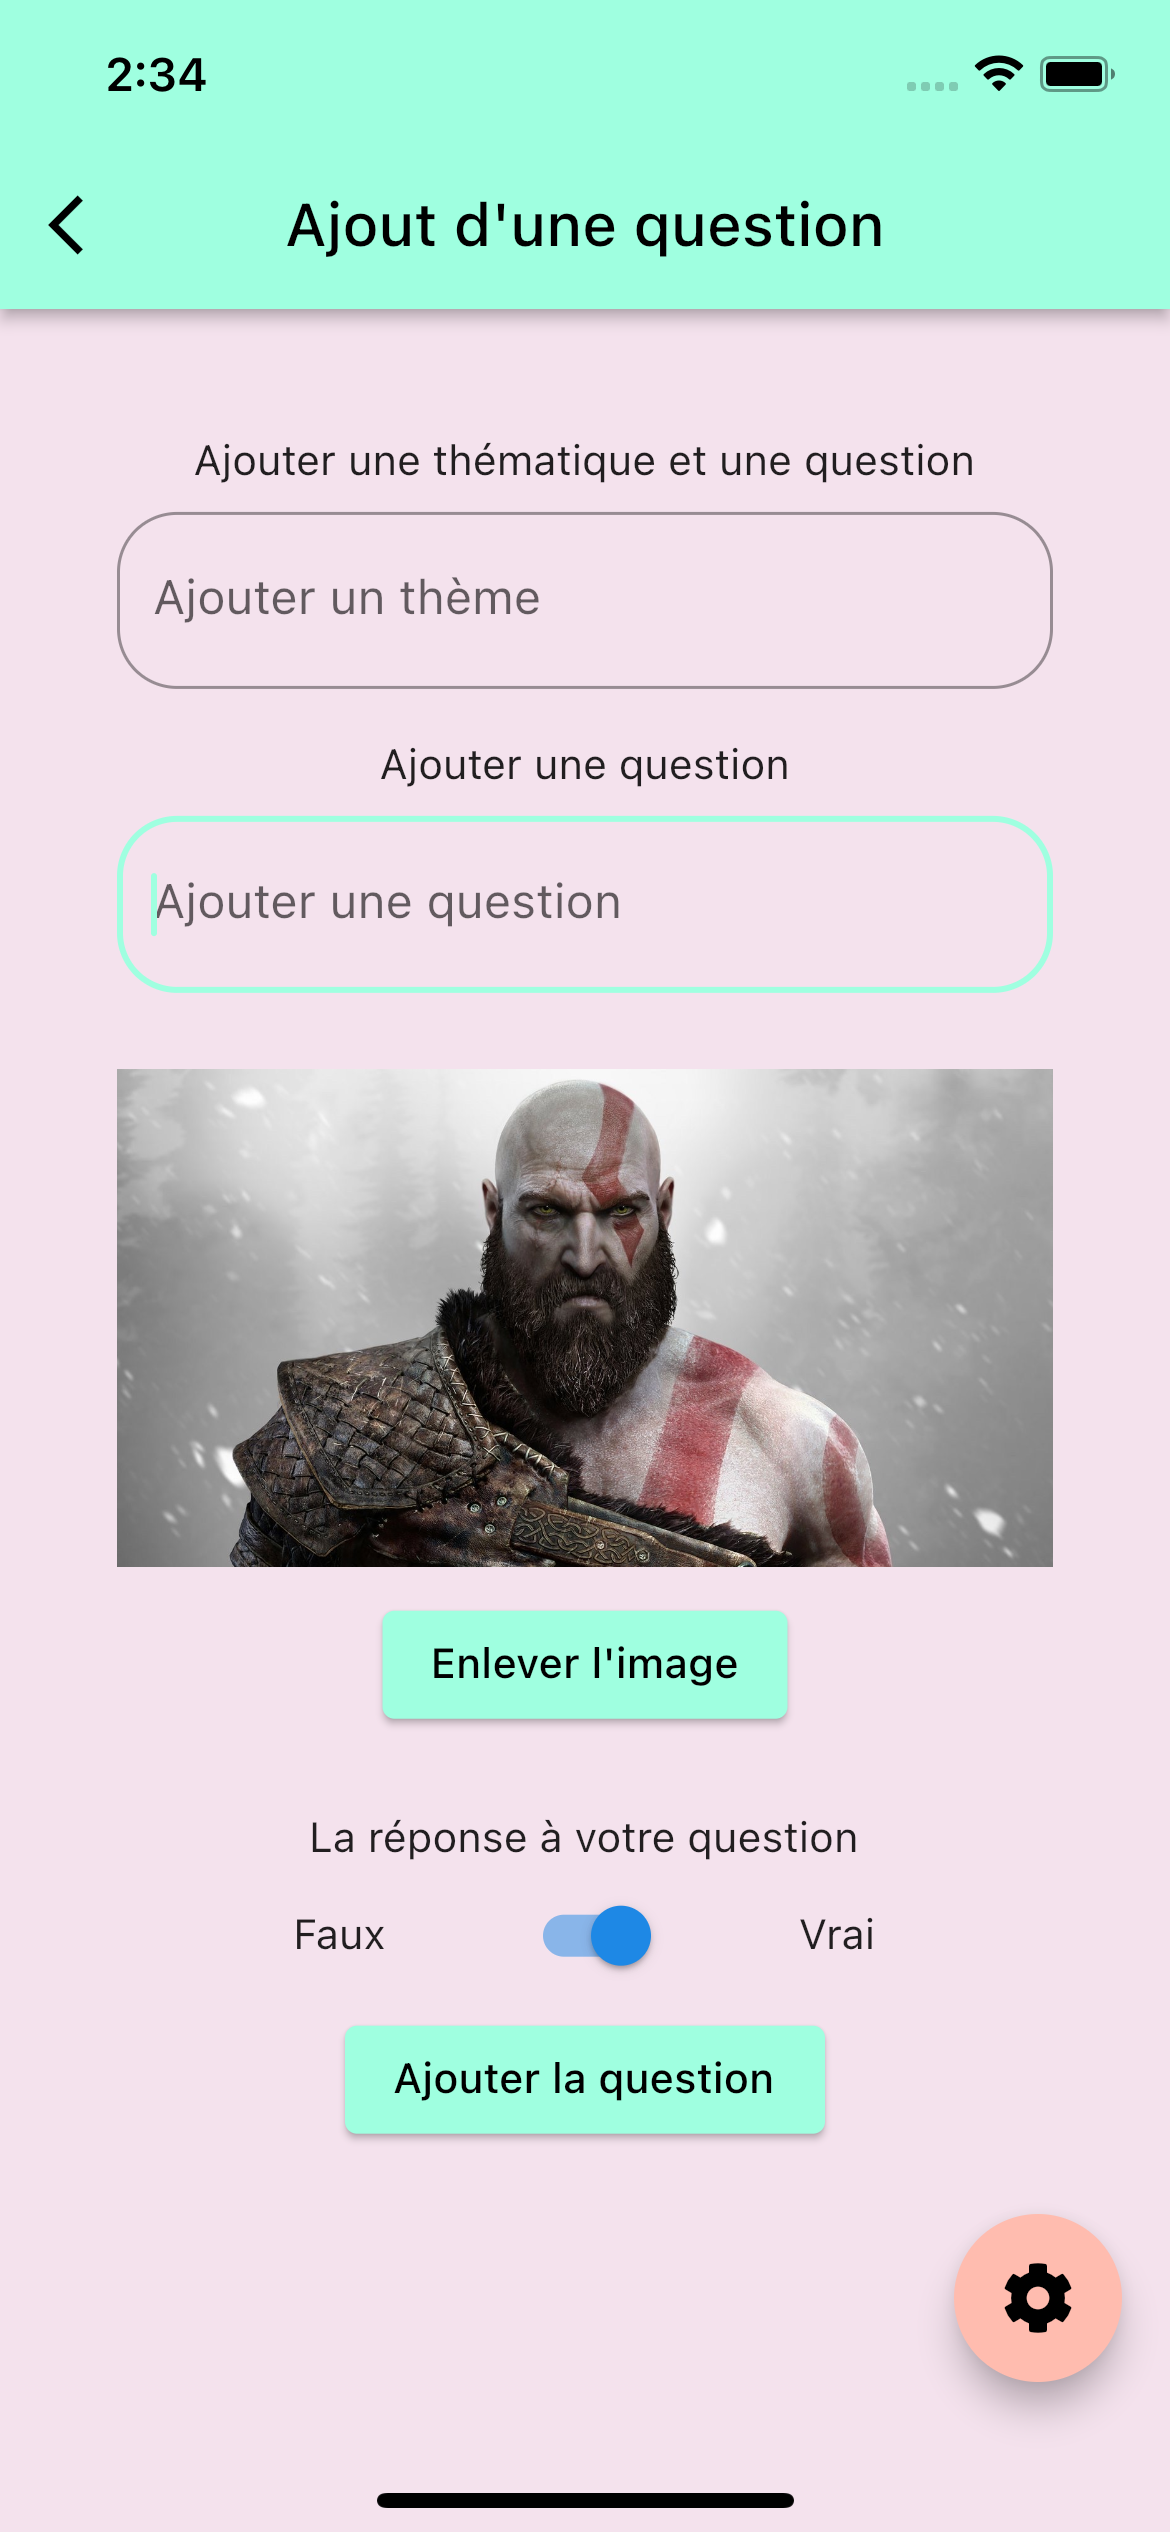 2:34
Ajout d'une question
Ajouter une thématique et une question
Ajouter un thème
Ajouter une question
Ajouter une question
Enlever l'image
La réponse à votre question
Faux Vrai
Ajouter la question